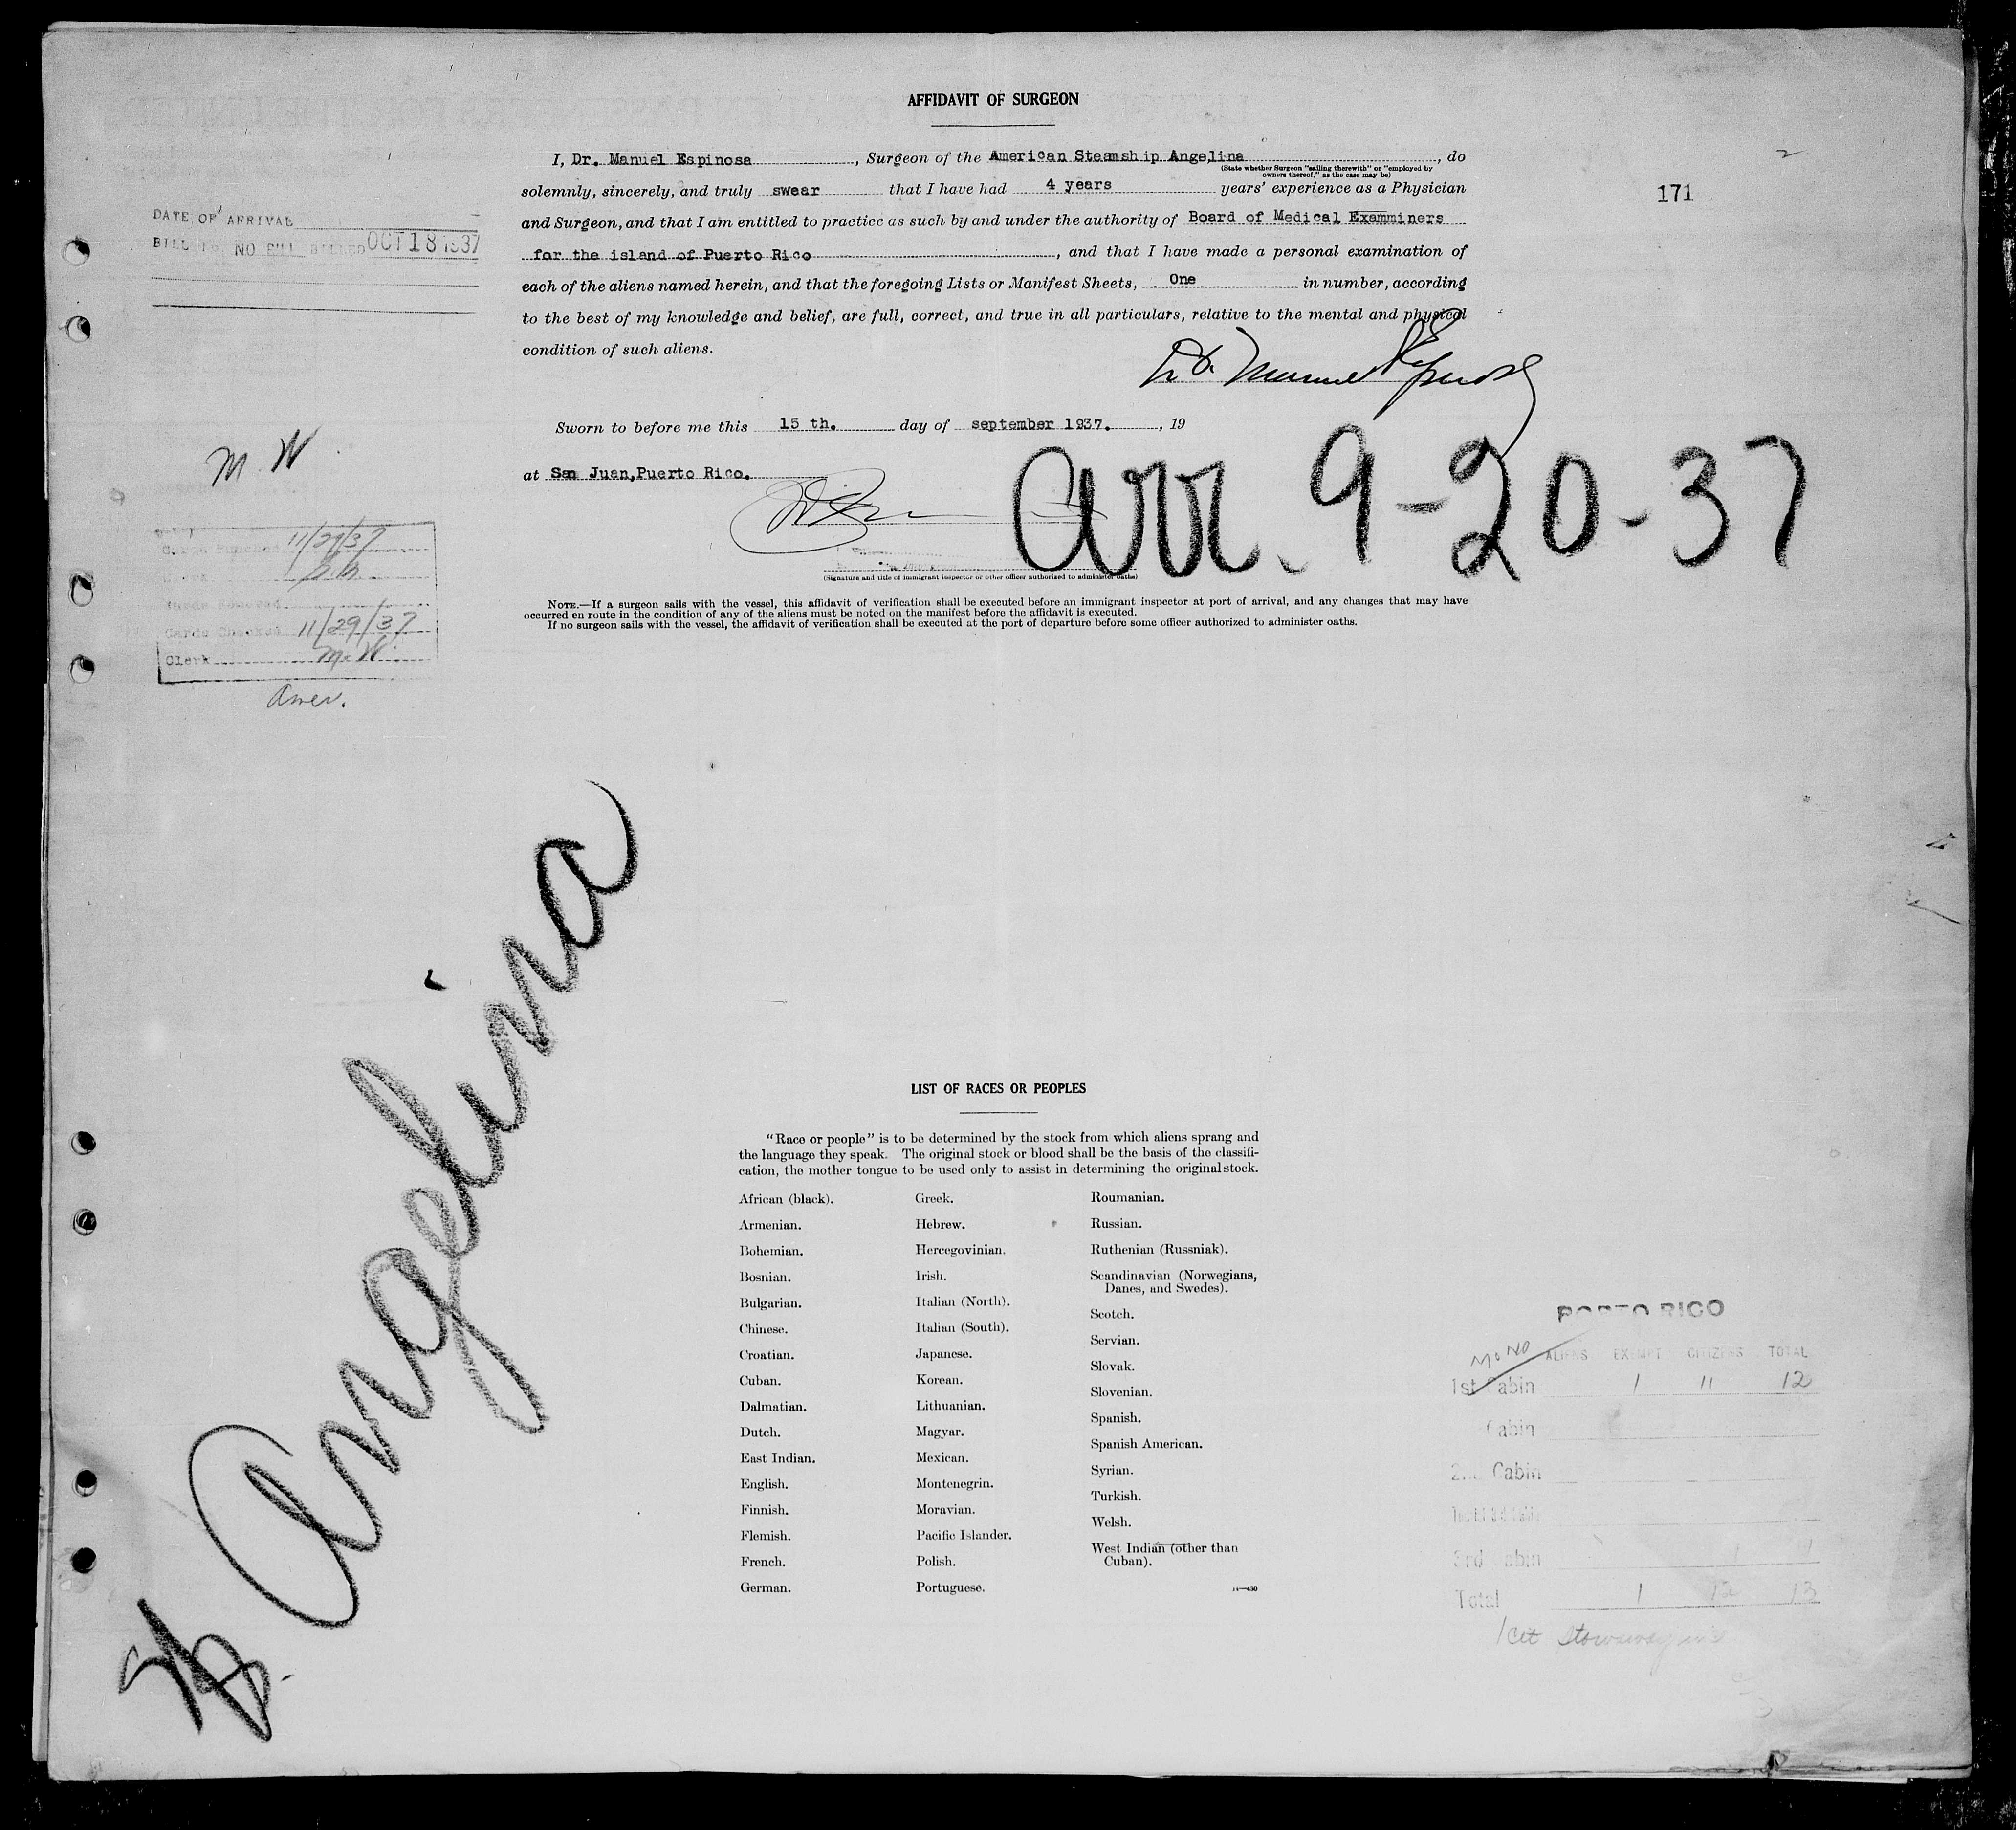 AFFIDAVIT OF SURGEON
I, Dr. Manuel Espinosa, Surgeon of the American Steamship Angelina, do
(State whether Surgeon "sailing therewith" or "employed by
owners thereof," as the case may be)
solemnly, sincerely, and truly swear that I have had 4 years years' experience as a Physician
171
and Surgeon, and that I am entitled to practice as such by and under the authority of Board of Medical Examminers
DATE OF ARRIVAL
NO BILL BILLED OCT 18 1937
for the island of Puerto Rico, and that I have made a personal examination of
each of the aliens named herein, and that the foregoing Lists or Manifest Sheets, One in number, according
to the best of my knowledge and belief, are full, correct, and true in all particulars, relative to the mental and physical
condition of such aliens.
Dr. Manuel Espinosa
Sworn to before me this 15 th. day of september 1937., 19
at San Juan, Puerto Rico.
Arr. 9-20-37
M. W.
(Signature and title of immigrant inspector or other officer authorized to administer oaths)
Cards Punched 11/27/37
Cards Checked 11/29/37
Clerk M. W.
Amer.
NOTE.—If a surgeon sails with the vessel, this affidavit of verification shall be executed before an immigrant inspector at port of arrival, and any changes that may have
occurred en route in the condition of any of the aliens must be noted on the manifest before the affidavit is executed.
If no surgeon sails with the vessel, the affidavit of verification shall be executed at the port of departure before some officer authorized to administer oaths.
Angelina
LIST OF RACES OR PEOPLES
"Race or people" is to be determined by the stock from which aliens sprang and
the language they speak. The original stock or blood shall be the basis of the classifi-
cation, the mother tongue to be used only to assist in determining the original stock.
African (black).
Armenian.
Bohemian.
Bosnian.
Bulgarian.
Chinese.
Croatian.
Cuban.
Dalmatian.
Dutch.
East Indian.
English.
Finnish.
Flemish.
French.
German.
Greek.
Hebrew.
Hercegovinian.
Irish.
Italian (North).
Italian (South).
Japanese.
Korean.
Lithuanian.
Magyar.
Mexican.
Montenegrin.
Moravian.
Pacific Islander.
Polish.
Portuguese.
Roumanian.
Russian.
Ruthenian (Russniak).
Scandinavian (Norwegians,
Danes, and Swedes).
Scotch.
Servian.
Slovak.
Slovenian.
Spanish.
Spanish American.
Syrian.
Turkish.
Welsh.
West Indian (other than
Cuban).
14—430
PORTO RICO
ALIENS EXEMPT CITIZENS TOTAL
1st Cabin 1 11 12
Cabin
2nd Cabin
3rd Cabin 1 1
Total 1 12 13
1 cit stowaway